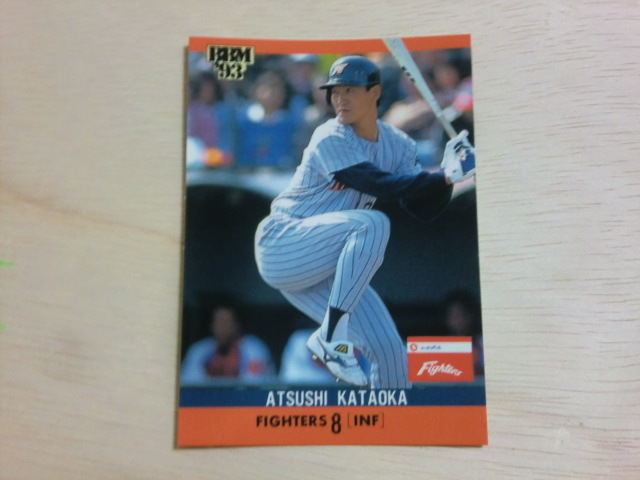 BBM
'93
Fighters
ATSUSHI KATAOKA
FIGHTERS 8 [INF]